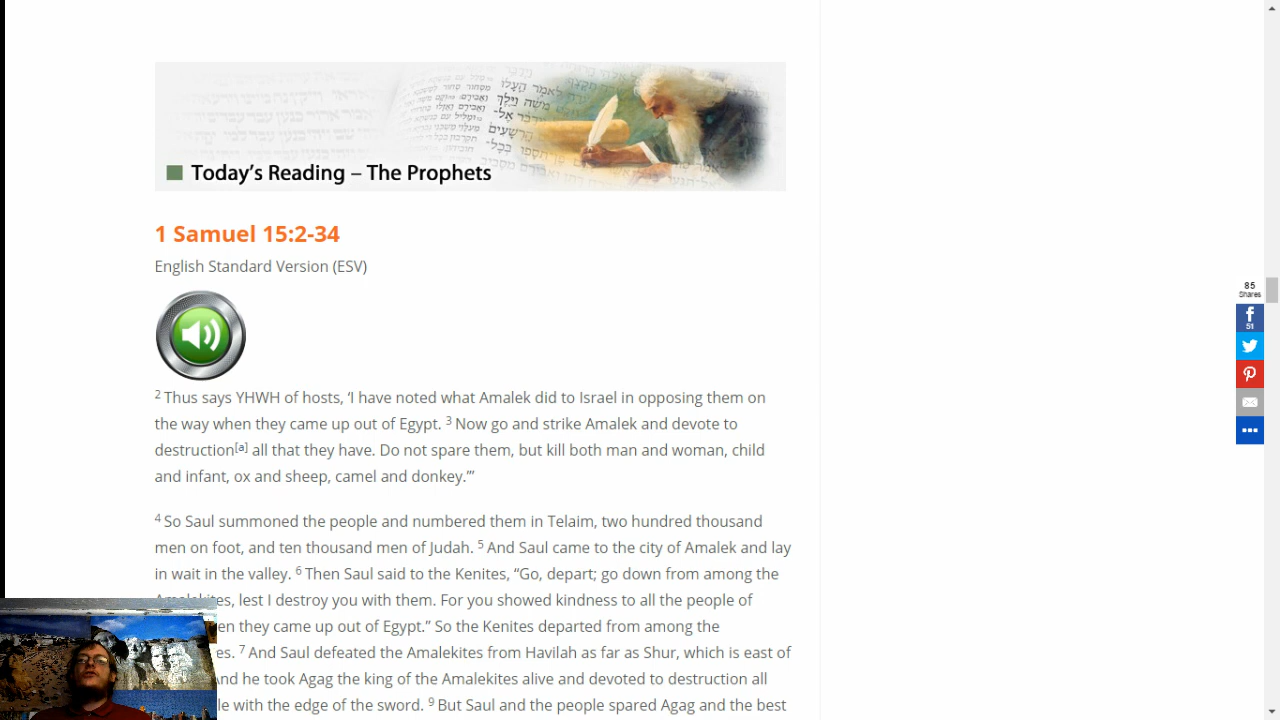 Today's Reading – The Prophets
1 Samuel 15:2-34
English Standard Version (ESV)
2 Thus says YHWH of hosts, ‘I have noted what Amalek did to Israel in opposing them on
the way when they came up out of Egypt. 3 Now go and strike Amalek and devote to
destruction[a] all that they have. Do not spare them, but kill both man and woman, child
and infant, ox and sheep, camel and donkey.’”
4 So Saul summoned the people and numbered them in Telaim, two hundred thousand
men on foot, and ten thousand men of Judah. 5 And Saul came to the city of Amalek and lay
in wait in the valley. 6 Then Saul said to the Kenites, “Go, depart; go down from among the
lest I destroy you with them. For you showed kindness to all the people of
they came up out of Egypt.” So the Kenites departed from among the
7 And Saul defeated the Amalekites from Havilah as far as Shur, which is east of
he took Agag the king of the Amalekites alive and devoted to destruction all
with the edge of the sword. 9 But Saul and the people spared Agag and the best
85
Shares
51